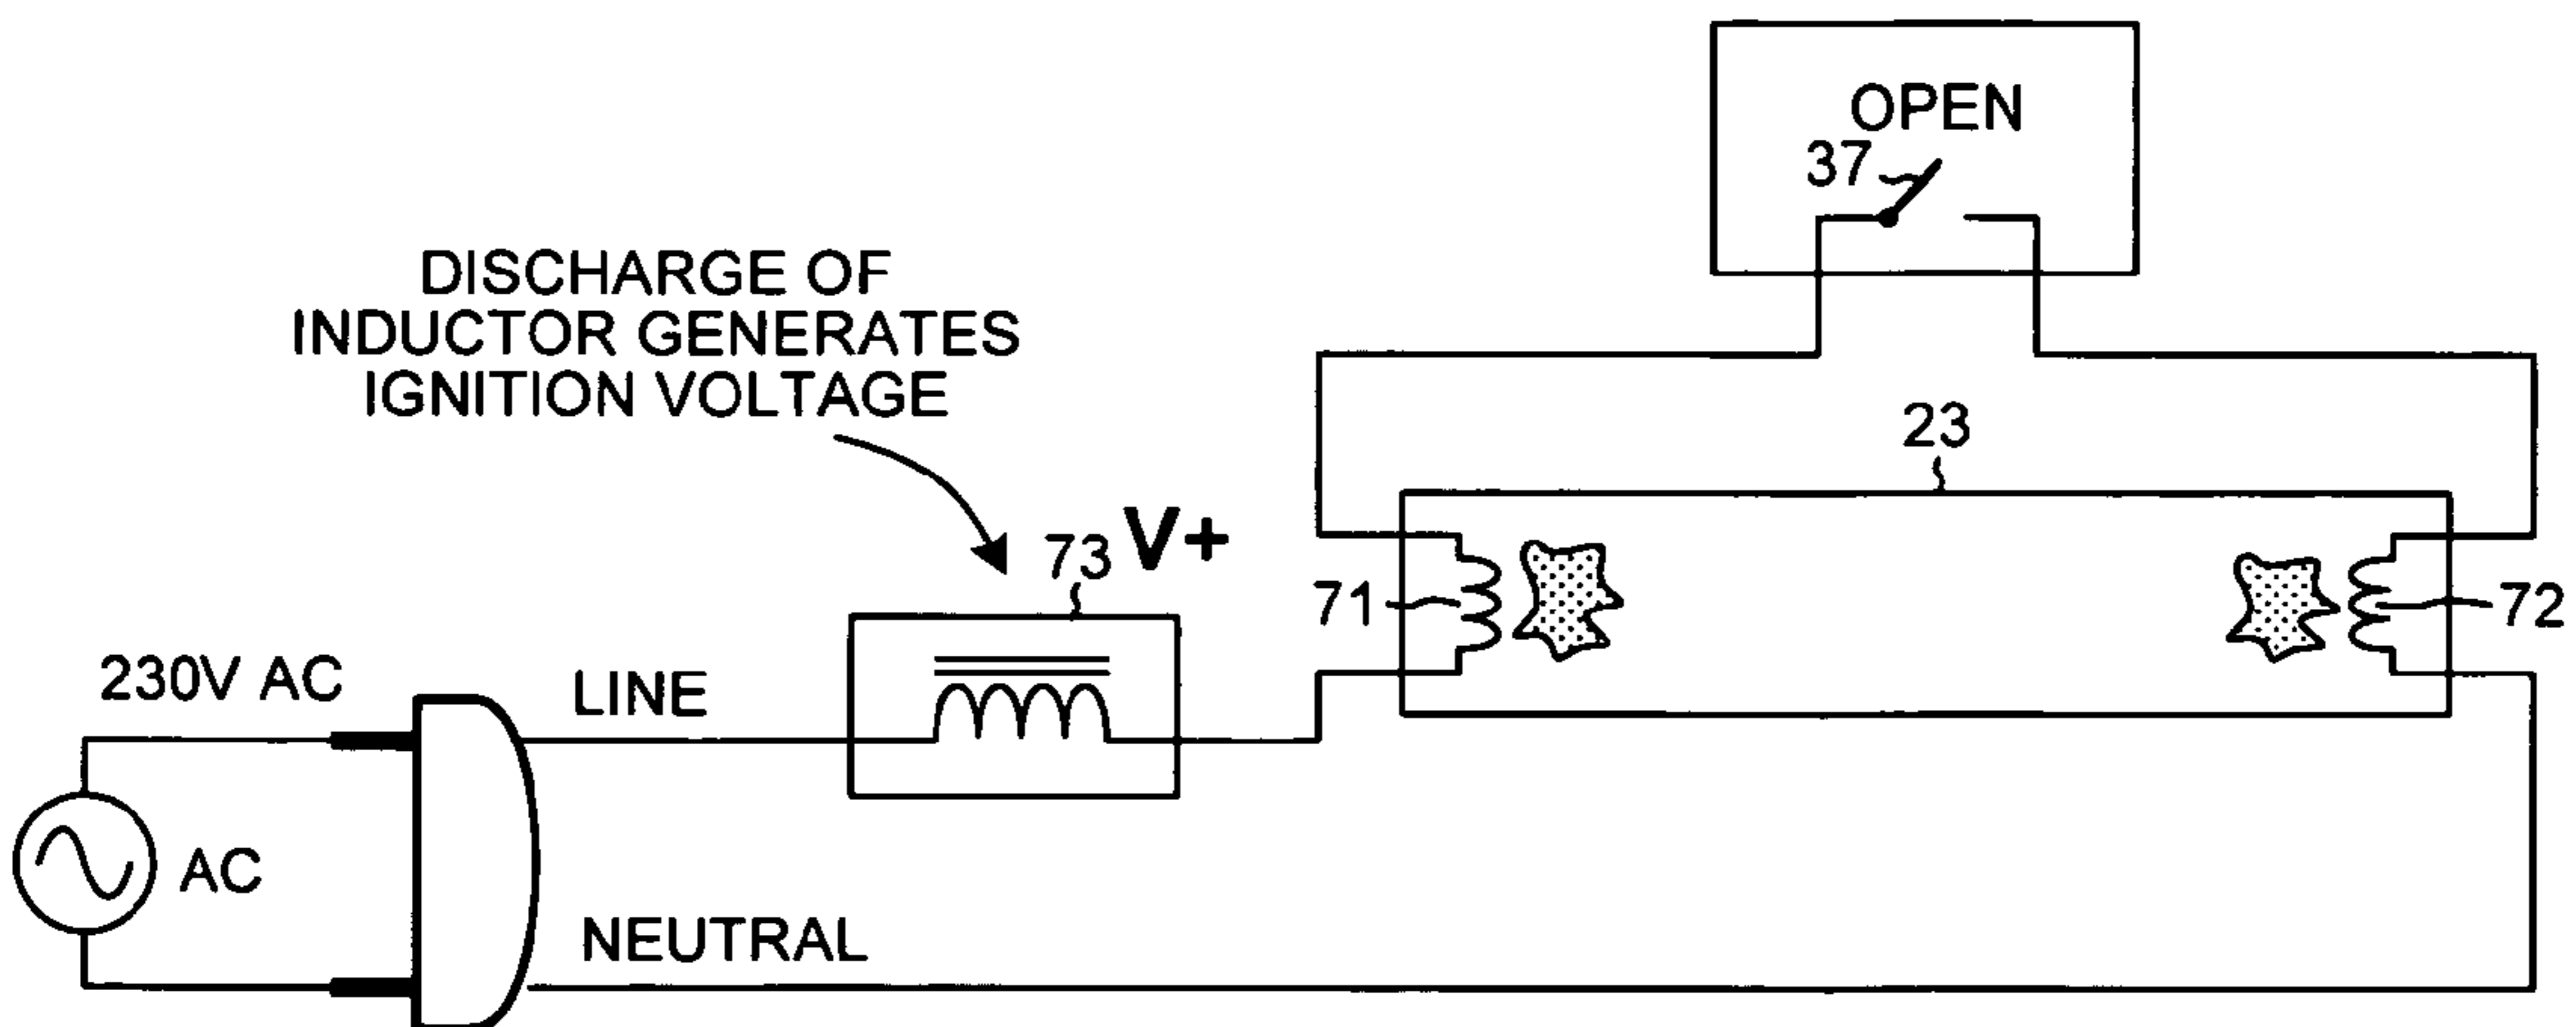 OPEN
37
DISCHARGE OF
INDUCTOR GENERATES
IGNITION VOLTAGE
23
73 V+
71
72
230V AC
LINE
AC
NEUTRAL